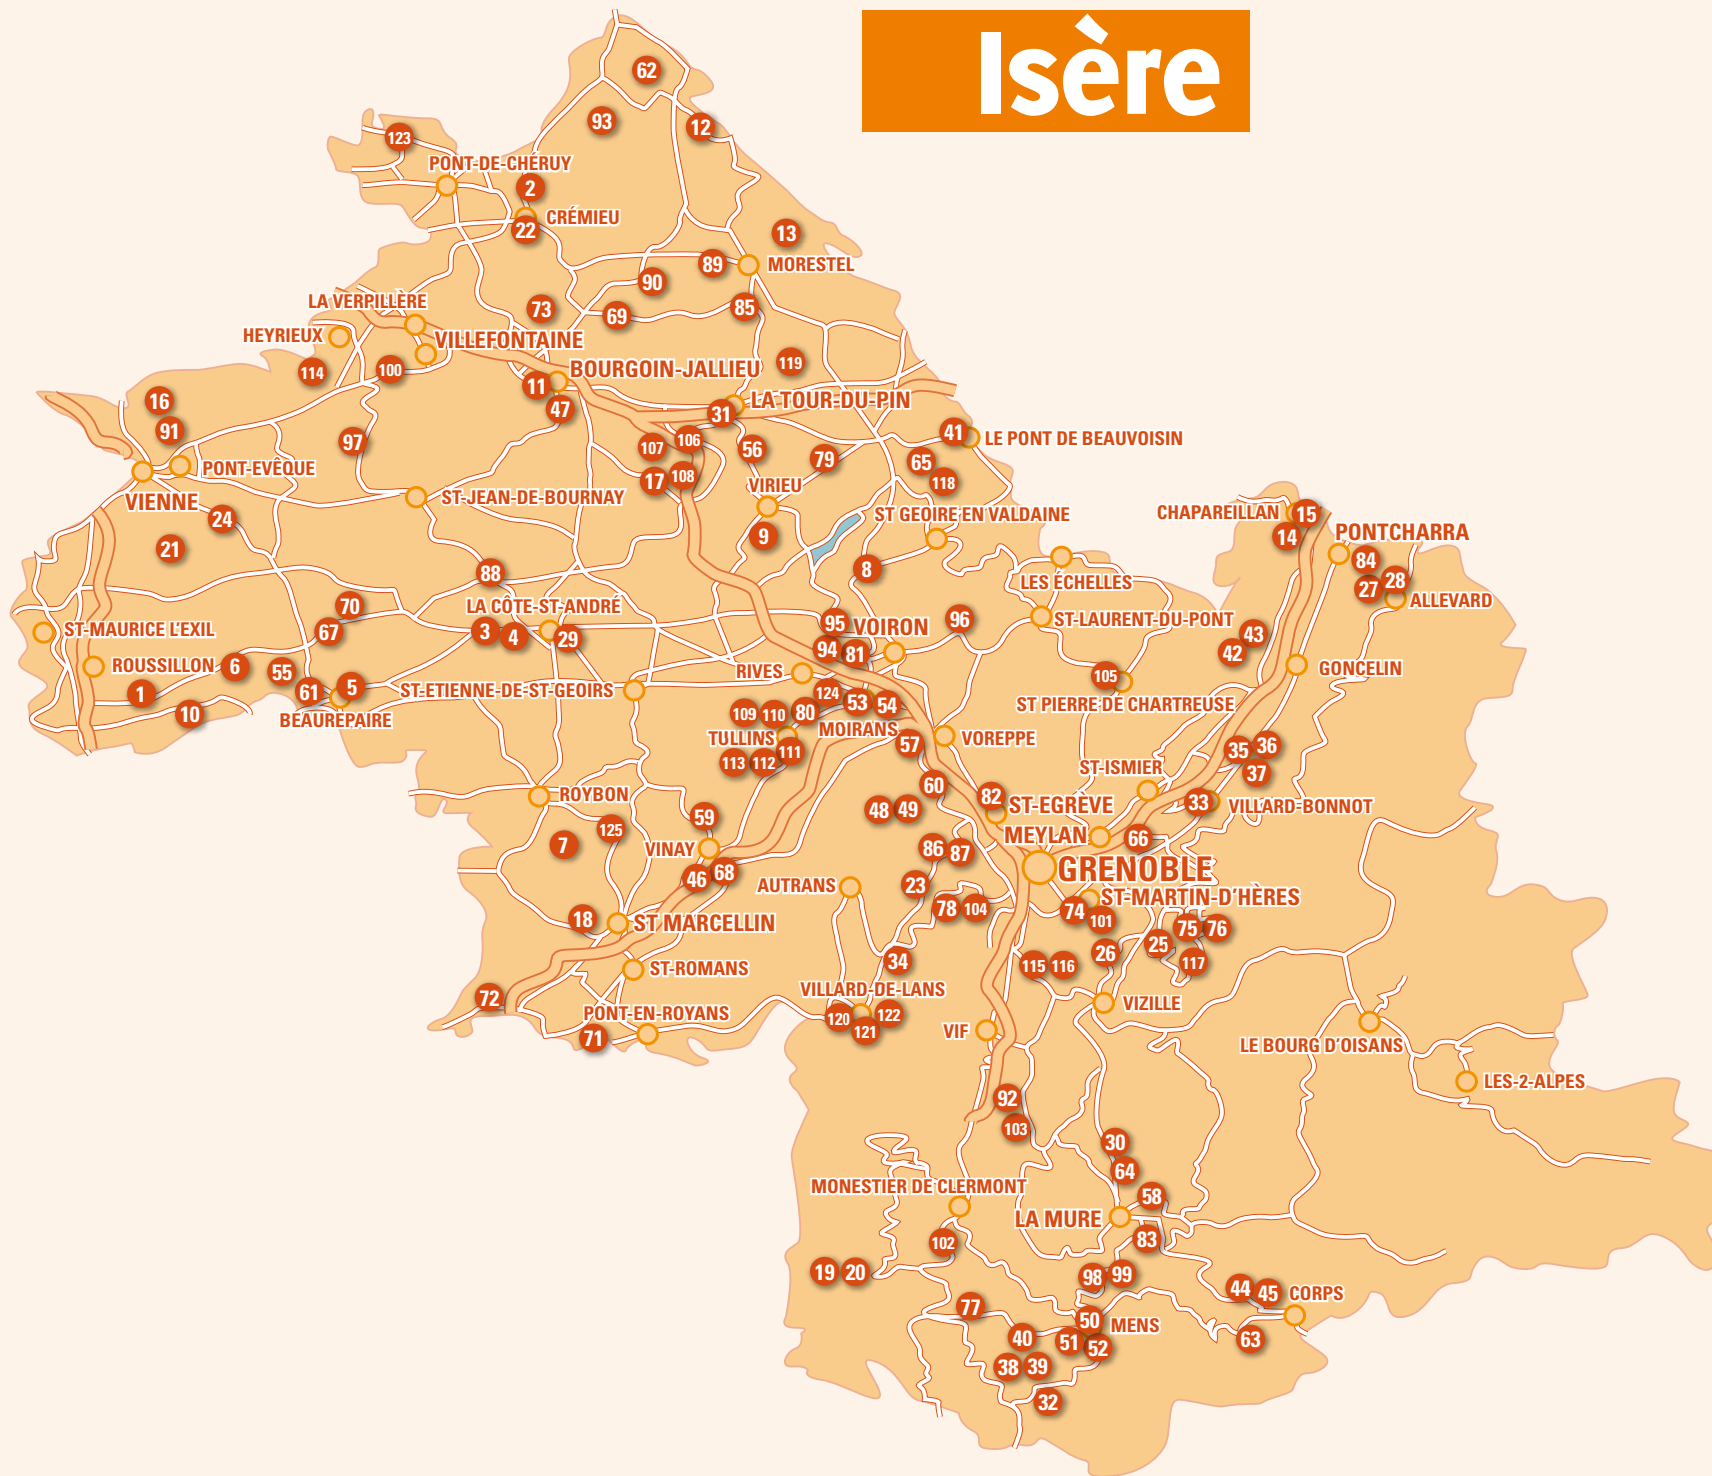 Isère
62
93
12
123
PONT-DE-CHÉRUY
2
CRÉMIEU
22
13
89
MORESTEL
90
LA VERPILLÈRE
73
69
85
HEYRIEUX
VILLEFONTAINE
114
100
119
BOURGOIN-JALLIEU
11
16
47
31
LA TOUR-DU-PIN
91
97
107
106
56
79
41
LE PONT DE BEAUVOISIN
65
PONT-EVÊQUE
17
108
118
VIENNE
ST-JEAN-DE-BOURNAY
VIRIEU
24
ST GEOIRE EN VALDAINE
CHAPAREILLAN
15
21
9
14
PONTCHARRA
84
88
8
LES ÉCHELLES
27
28
ALLEVARD
70
LA CÔTE-ST-ANDRÉ
ST-MAURICE L'EXIL
67
3
4
29
95
VOIRON
96
ST-LAURENT-DU-PONT
43
94
81
42
ROUSSILLON
6
55
RIVES
GONCELIN
1
61
5
ST-ETIENNE-DE-ST-GEOIRS
105
124
53
54
ST PIERRE DE CHARTREUSE
10
BEAUREPAIRE
109
110
80
MOIRANS
TULLINS
VOREPPE
57
113
112
111
35
36
ST-ISMIER
37
60
ROYBON
82
ST-EGRÈVE
33
VILLARD-BONNOT
48
49
59
125
MEYLAN
66
7
VINAY
86
87
GRENOBLE
46
68
AUTRANS
23
ST-MARTIN-D'HÈRES
78
104
74
101
18
ST MARCELLIN
75
76
25
26
34
117
ST-ROMANS
115
116
72
VILLARD-DE-LANS
VIZILLE
PONT-EN-ROYANS
120
122
121
71
VIF
LE BOURG D'OISANS
LES-2-ALPES
92
103
30
64
MONESTIER DE CLERMONT
58
LA MURE
102
83
19
20
98
99
44
45
CORPS
77
50
MENS
40
51
52
63
38
39
32